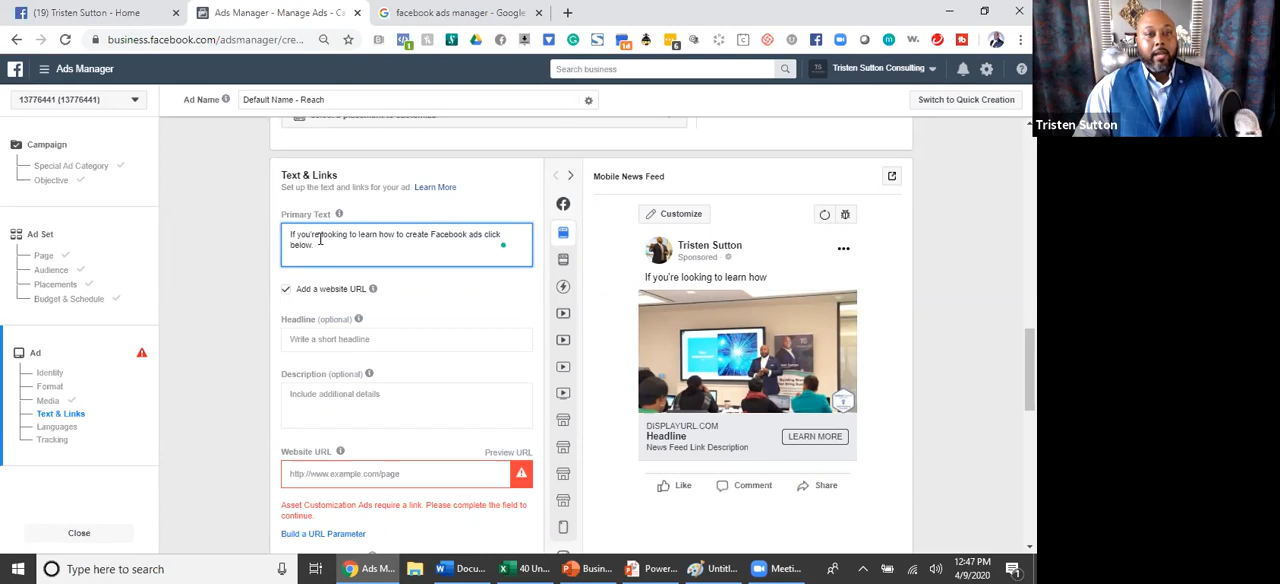 (19) Tristen Sutton - Home
Ads Manager - Manage Ads - Ca
facebook ads manager - Google
business.facebook.com/adsmanager/cre...
Ads Manager
Search business
Tristen Sutton Consulting
Tristen Sutton
13776441 (13776441)
Ad Name
Default Name - Reach
Switch to Quick Creation
Campaign
Special Ad Category
Objective
Ad Set
Page
Audience
Placements
Budget & Schedule
Ad
Identity
Format
Media
Text & Links
Languages
Tracking
Close
Text & Links
Set up the text and links for your ad. Learn More
Primary Text
If you're looking to learn how to create Facebook ads click
below.
Add a website URL
Headline (optional)
Write a short headline
Description (optional)
Include additional details
Website URL
Preview URL
http://www.example.com/page
Asset Customization Ads require a link. Please complete the field to
continue.
Build a URL Parameter
Mobile News Feed
Customize
Tristen Sutton
Sponsored
If you're looking to learn how
DISPLAYURL.COM
Headline
News Feed Link Description
LEARN MORE
Like
Comment
Share
Type here to search
Ads M...
Docu...
40 Un...
Busin...
Power...
Untitl...
Meeti...
12:47 PM
4/9/2020